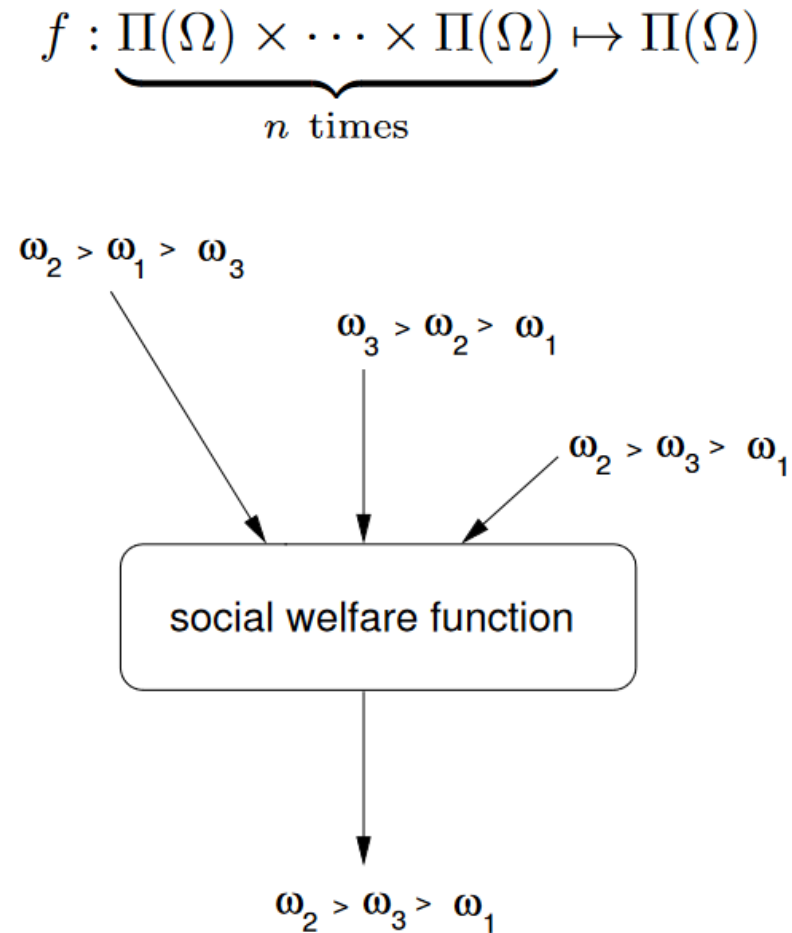 f : Π(Ω) × ⋯ × Π(Ω) ↦ Π(Ω)
n times
ω₂ > ω₁ > ω₃
ω₃ > ω₂ > ω₁
ω₂ > ω₃ > ω₁
social welfare function
ω₂ > ω₃ > ω₁